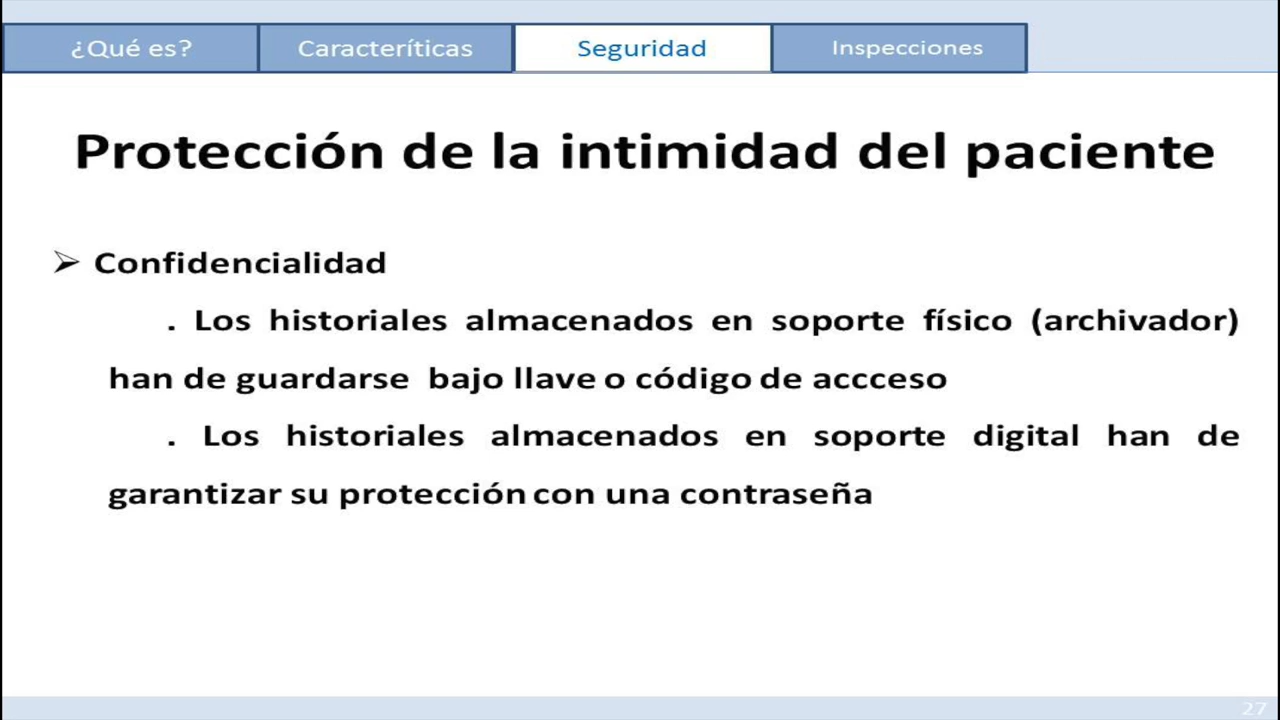 ¿Qué es?
Caracteríticas
Seguridad
Inspecciones
Protección de la intimidad del paciente
➢ Confidencialidad
. Los historiales almacenados en soporte físico (archivador)
han de guardarse bajo llave o código de accceso
. Los historiales almacenados en soporte digital han de
garantizar su protección con una contraseña
27